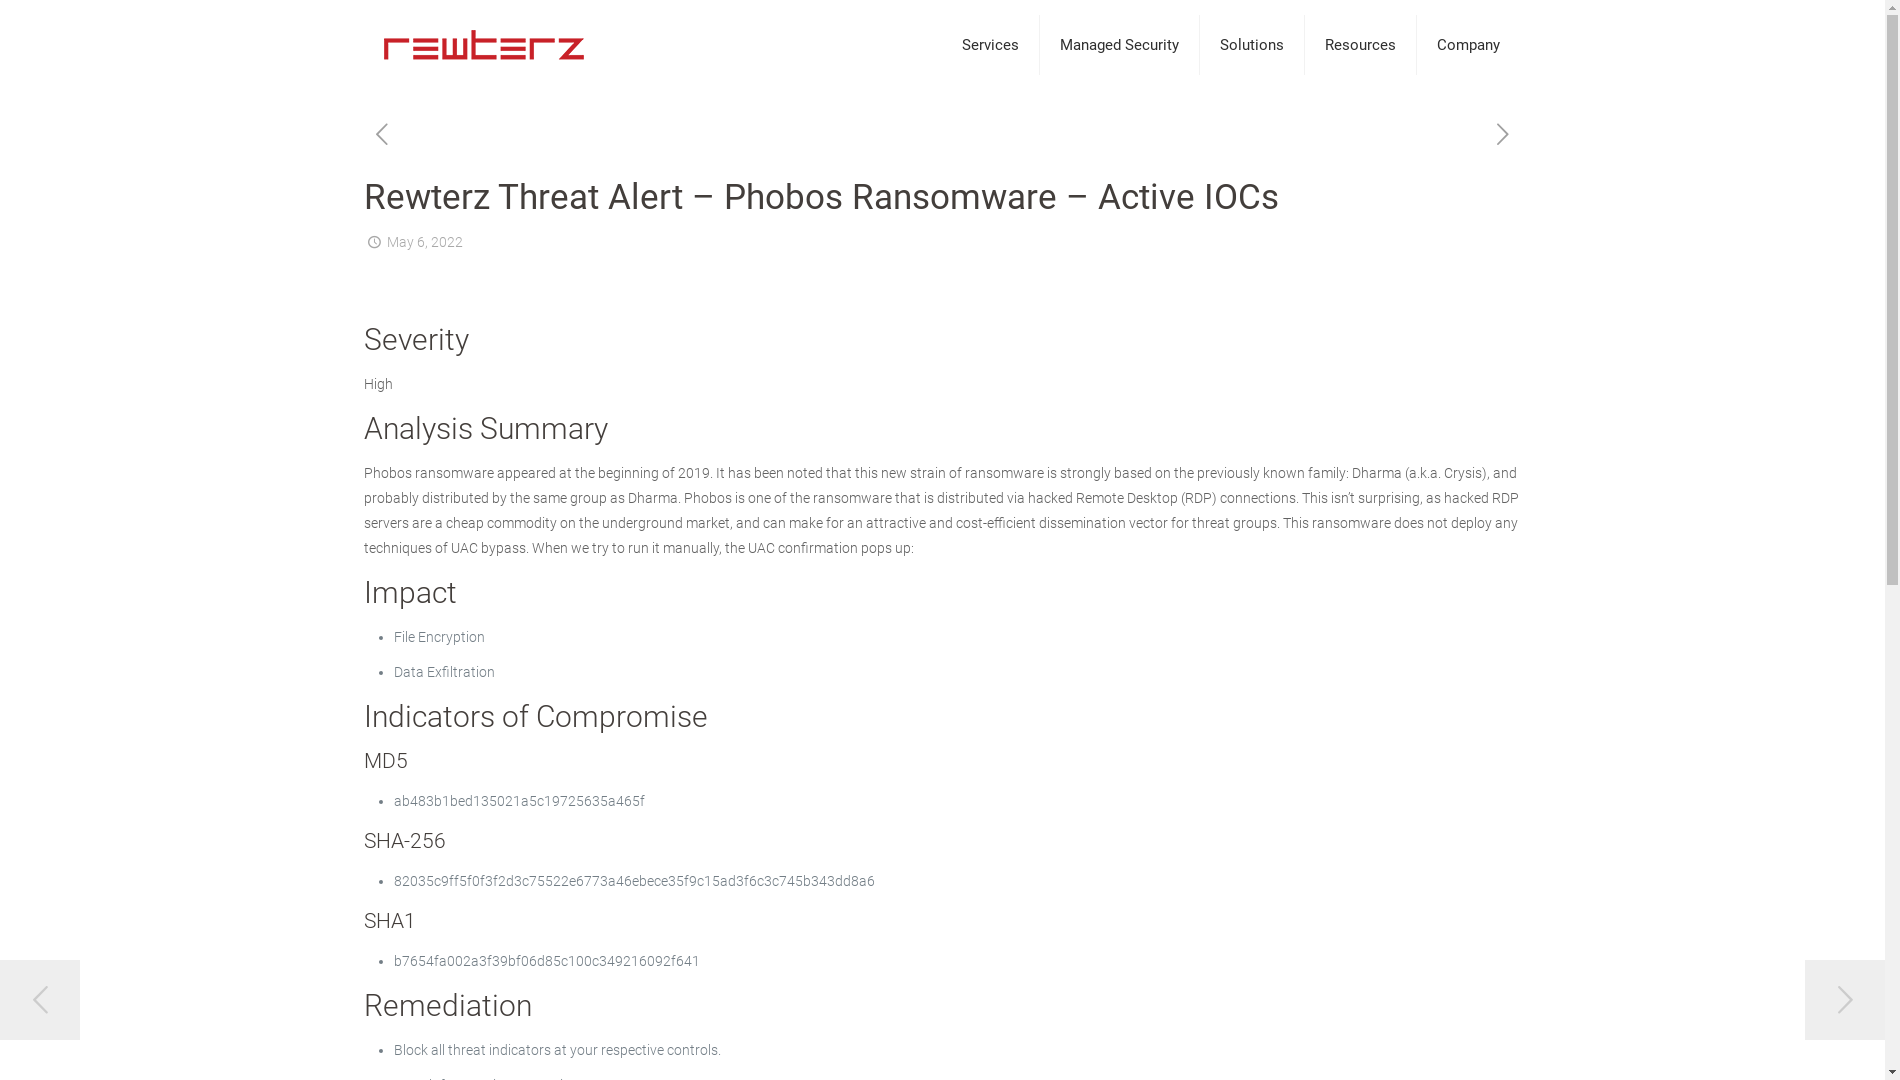 rewterz
Services
Managed Security
Solutions
Resources
Company
Rewterz Threat Alert – Phobos Ransomware – Active IOCs
May 6, 2022
Severity
High
Analysis Summary
Phobos ransomware appeared at the beginning of 2019. It has been noted that this new strain of ransomware is strongly based on the previously known family: Dharma (a.k.a. Crysis), and
probably distributed by the same group as Dharma. Phobos is one of the ransomware that is distributed via hacked Remote Desktop (RDP) connections. This isn’t surprising, as hacked RDP
servers are a cheap commodity on the underground market, and can make for an attractive and cost-efficient dissemination vector for threat groups. This ransomware does not deploy any
techniques of UAC bypass. When we try to run it manually, the UAC confirmation pops up:
Impact
• File Encryption
• Data Exfiltration
Indicators of Compromise
MD5
• ab483b1bed135021a5c19725635a465f
SHA-256
• 82035c9ff5f0f3f2d3c75522e6773a46ebece35f9c15ad3f6c3c745b343dd8a6
SHA1
• b7654fa002a3f39bf06d85c100c349216092f641
Remediation
• Block all threat indicators at your respective controls.